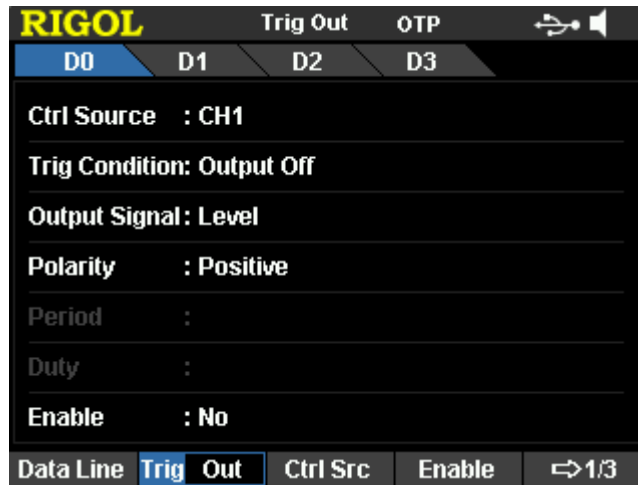 RIGOL Trig Out OTP
D0 D1 D2 D3
Ctrl Source : CH1
Trig Condition: Output Off
Output Signal: Level
Polarity : Positive
Period :
Duty :
Enable : No
Data Line Trig Out Ctrl Src Enable ⇨1/3